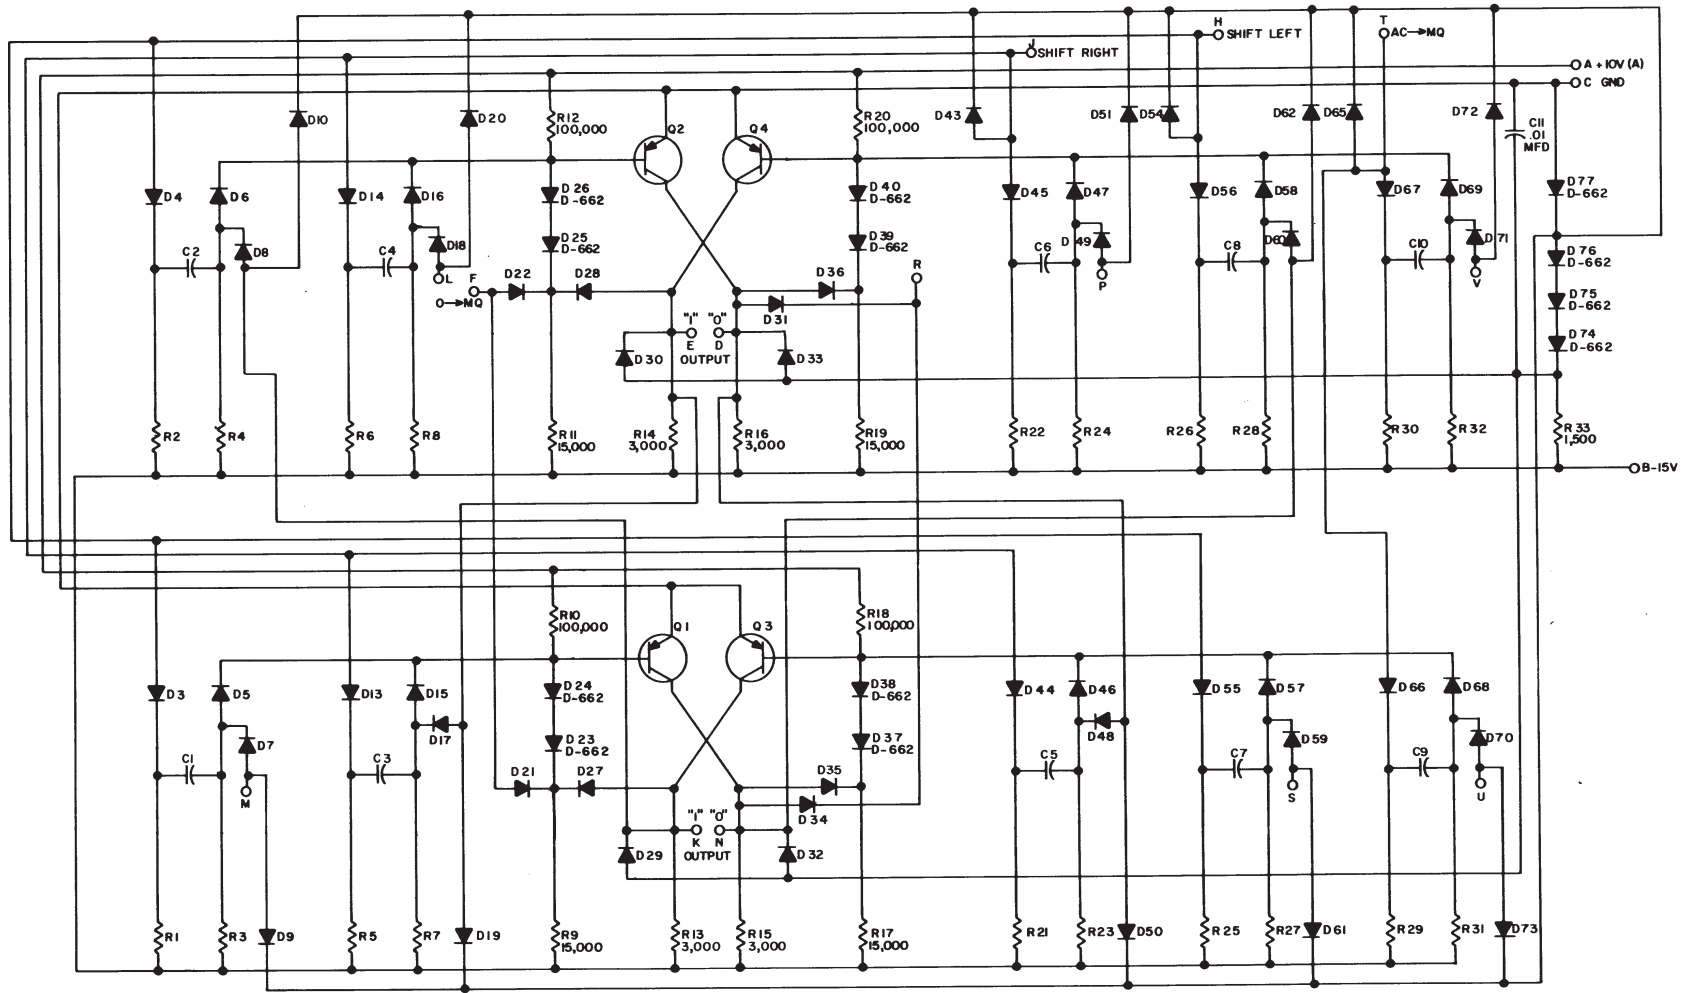 H
SHIFT LEFT
T
AC→MQ
J
SHIFT RIGHT
A +10V (A)
C GND
D10
D20
R12
100,000
Q2
Q4
R20
100,000
D43
D51
D54
D62
D65
D72
C11
.01
MFD
D4
D6
D14
D16
D26
D-662
D40
D-662
D45
D47
D56
D58
D67
D69
D77
D-662
C2
D8
C4
D18
L
D25
D-662
D39
D-662
C6
D49
P
C8
D60
C10
D71
V
D76
D-662
F
O→MQ
D22
D28
D36
D31
R
D75
D-662
"1" "0"
E D
OUTPUT
D30
D33
D74
D-662
R2
R4
R6
R8
R11
15,000
R14
3,000
R16
3,000
R19
15,000
R22
R24
R26
R28
R30
R32
R33
1,500
B-15V
R10
100,000
Q1
Q3
R18
100,000
D3
D5
D13
D15
D24
D-662
D38
D-662
D44
D46
D55
D57
D66
D68
D7
D17
D23
D-662
D37
D-662
D48
D59
D70
C1
M
C3
D21
D27
D35
D34
C5
C7
S
C9
U
"1" "0"
K N
OUTPUT
D29
D32
R1
R3
D9
R5
R7
D19
R9
15,000
R13
3,000
R15
3,000
R17
15,000
R21
R23
D50
R25
R27
D61
R29
R31
D73